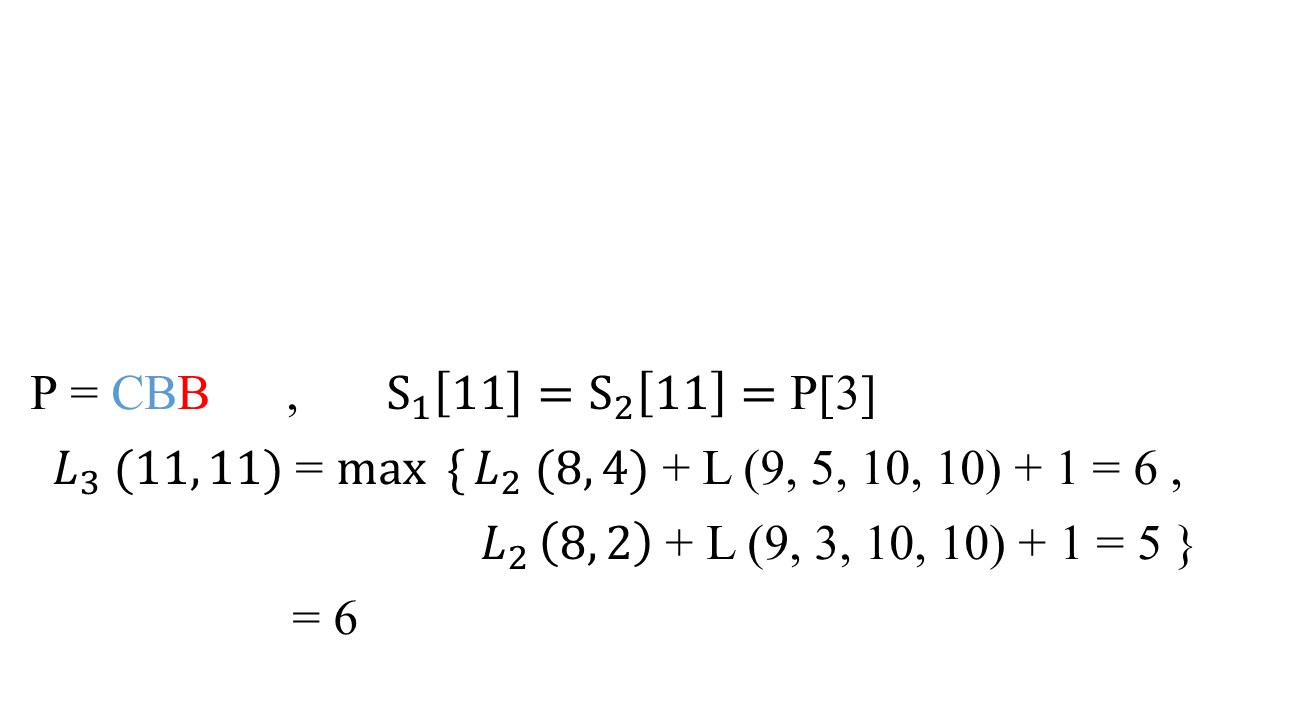 P = CBB , S₁[11] = S₂[11] = P[3]
L₃ (11,11) = max { L₂ (8,4) + L (9, 5, 10, 10) + 1 = 6 ,
L₂ (8,2) + L (9, 3, 10, 10) + 1 = 5 }
= 6